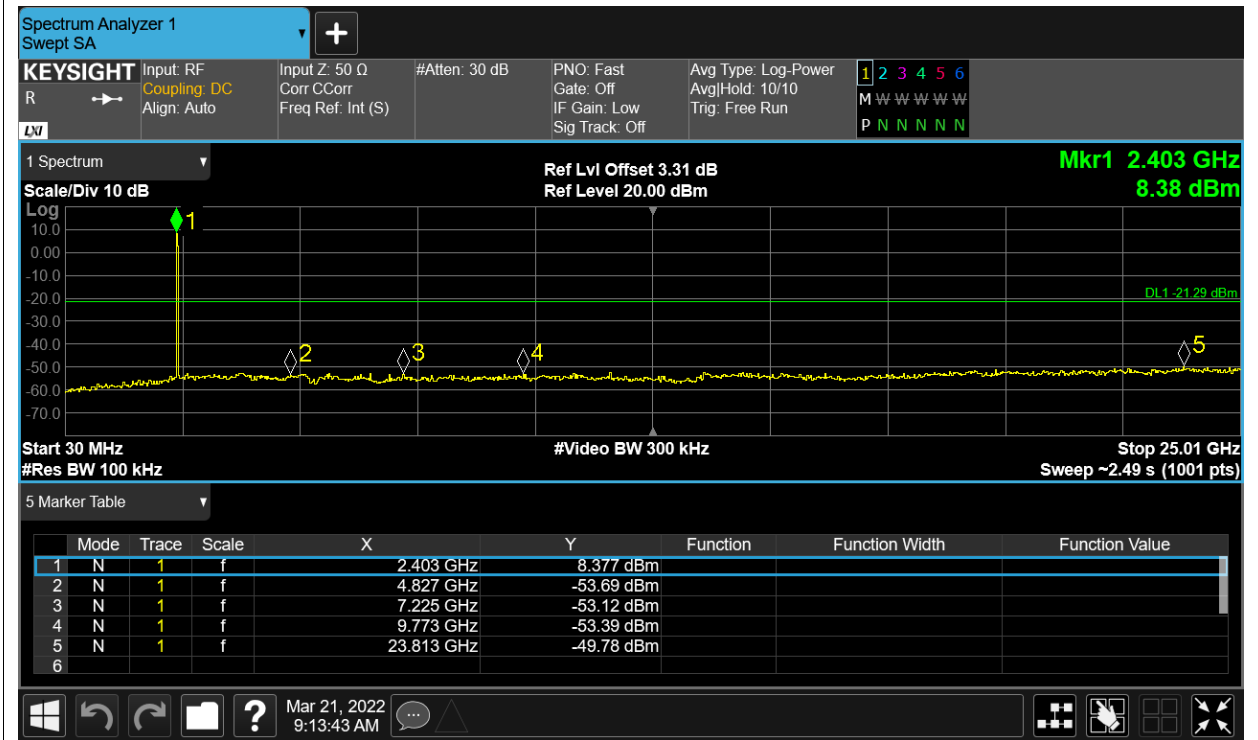 Spectrum Analyzer 1
Swept SA
+
KEYSIGHT Input: RF Input Z: 50 Ω #Atten: 30 dB PNO: Fast Avg Type: Log-Power 1 2 3 4 5 6
R Coupling: DC Corr CCorr Gate: Off Avg|Hold: 10/10 M W W W W W
Align: Auto Freq Ref: Int (S) IF Gain: Low Trig: Free Run
LXI Sig Track: Off P N N N N N
1 Spectrum Ref Lvl Offset 3.31 dB Mkr1 2.403 GHz
Scale/Div 10 dB Ref Level 20.00 dBm 8.38 dBm
Log
1
10.0
0.00
-10.0
-20.0
DL1 -21.29 dBm
-30.0
-40.0
2 3 4 5
-50.0
-60.0
-70.0
Start 30 MHz #Video BW 300 kHz Stop 25.01 GHz
#Res BW 100 kHz Sweep ~2.49 s (1001 pts)
5 Marker Table
Mode Trace Scale X Y Function Function Width Function Value
1 N 1 f 2.403 GHz 8.377 dBm
2 N 1 f 4.827 GHz -53.69 dBm
3 N 1 f 7.225 GHz -53.12 dBm
4 N 1 f 9.773 GHz -53.39 dBm
5 N 1 f 23.813 GHz -49.78 dBm
6
? Mar 21, 2022
9:13:43 AM